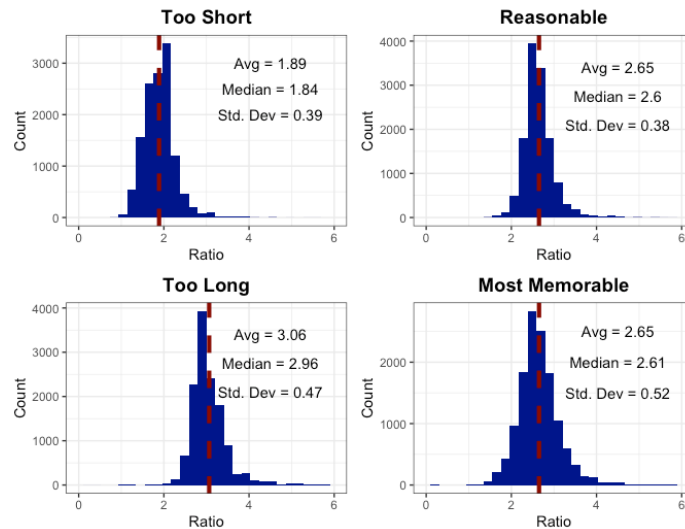 Too Short
3000
2000
1000
0
Count
Avg = 1.89
Median = 1.84
Std. Dev = 0.39
0 2 4 6
Ratio
Reasonable
4000
3000
2000
1000
0
Count
Avg = 2.65
Median = 2.6
Std. Dev = 0.38
0 2 4 6
Ratio
Too Long
4000
3000
2000
1000
0
Count
Avg = 3.06
Median = 2.96
Std. Dev = 0.47
0 2 4 6
Ratio
Most Memorable
2000
1000
0
Count
Avg = 2.65
Median = 2.61
Std. Dev = 0.52
0 2 4 6
Ratio